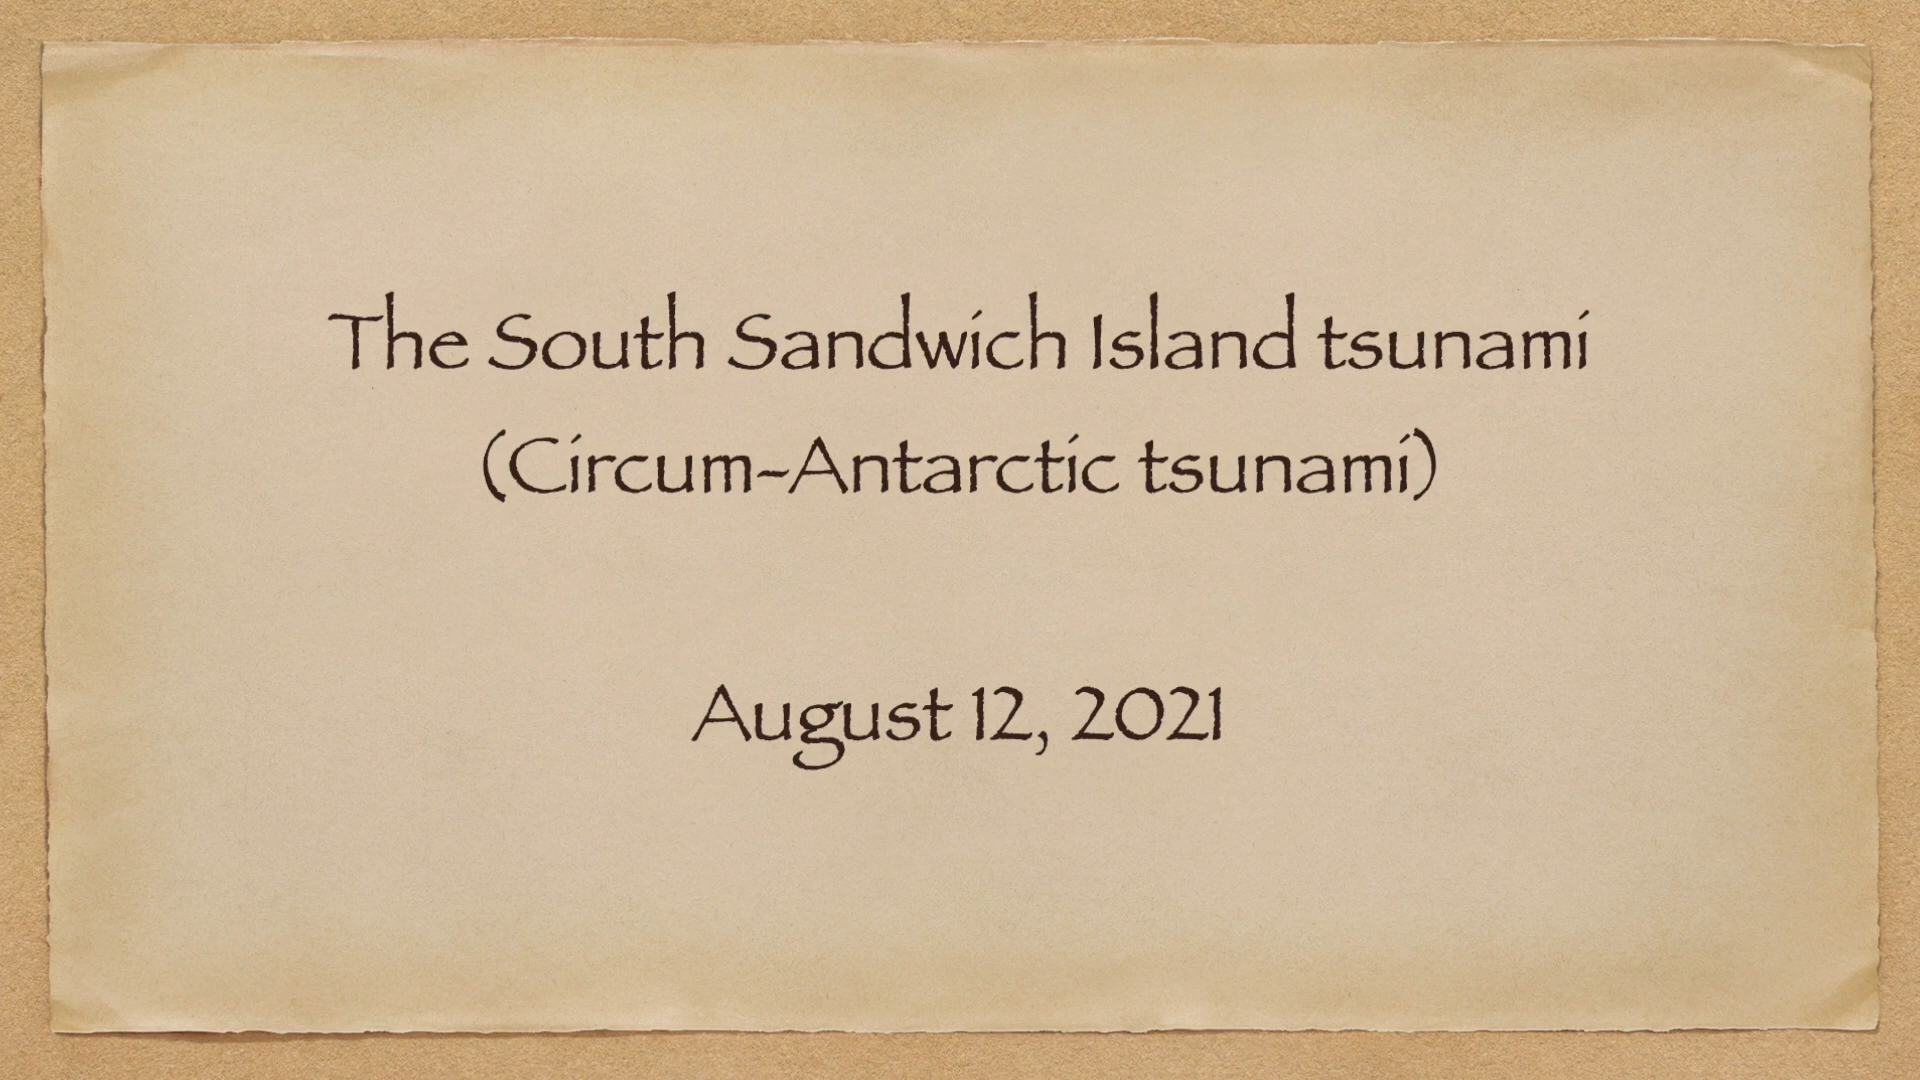 The South Sandwich Island tsunami
(Circum-Antarctic tsunami)
August 12, 2021